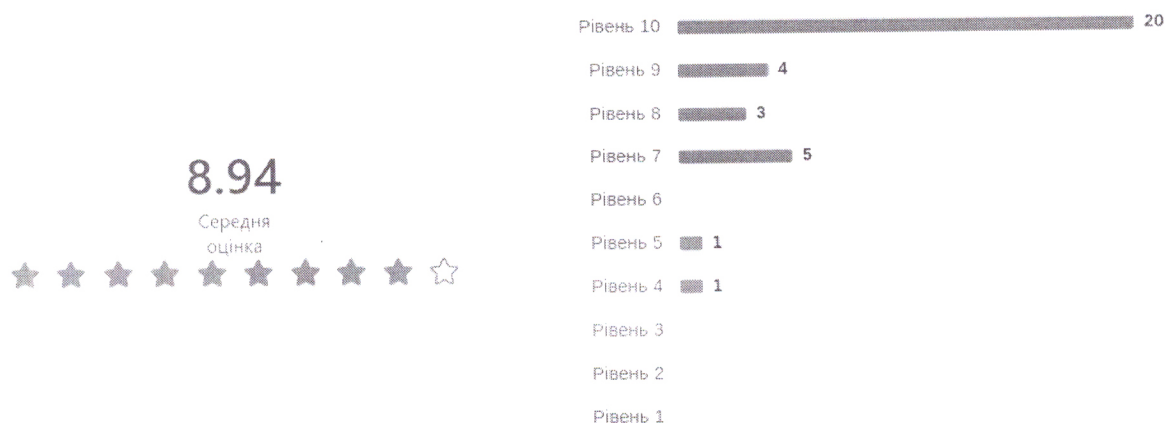 8.94
Середня
оцінка
Рівень 10 20
Рівень 9 4
Рівень 8 3
Рівень 7 5
Рівень 6
Рівень 5 1
Рівень 4 1
Рівень 3
Рівень 2
Рівень 1